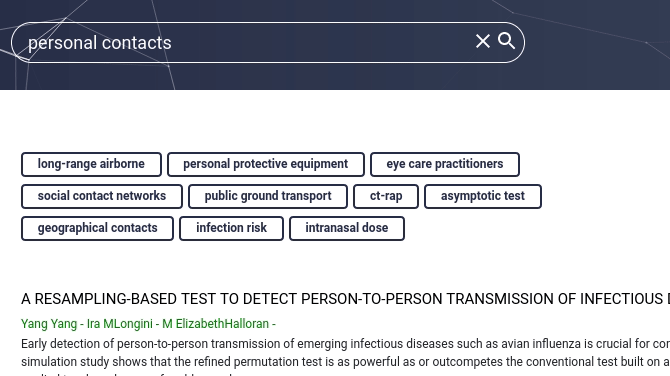 personal contacts
long-range airborne personal protective equipment eye care practitioners
social contact networks public ground transport ct-rap asymptotic test
geographical contacts infection risk intranasal dose
A RESAMPLING-BASED TEST TO DETECT PERSON-TO-PERSON TRANSMISSION OF INFECTIOUS
Yang Yang - Ira MLongini - M ElizabethHalloran -
Early detection of person-to-person transmission of emerging infectious diseases such as avian influenza is crucial for
simulation study shows that the refined permutation test is as powerful as or outcompetes the conventional test built on